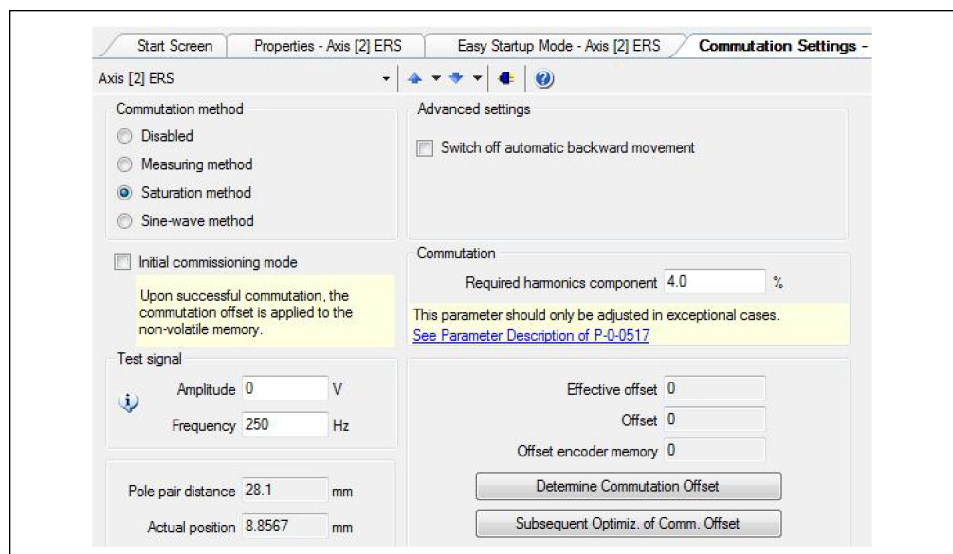 Start Screen
Properties - Axis [2] ERS
Easy Startup Mode - Axis [2] ERS
Commutation Settings -
Axis [2] ERS
Commutation method
Disabled
Measuring method
Saturation method
Sine-wave method
Initial commissioning mode
Upon successful commutation, the
commutation offset is applied to the
non-volatile memory.
Test signal
Amplitude 0 V
Frequency 250 Hz
Pole pair distance 28.1 mm
Actual position 8.8567 mm
Advanced settings
Switch off automatic backward movement
Commutation
Required harmonics component 4.0 %
This parameter should only be adjusted in exceptional cases.
See Parameter Description of P-0-0517
Effective offset 0
Offset 0
Offset encoder memory 0
Determine Commutation Offset
Subsequent Optimiz. of Comm. Offset